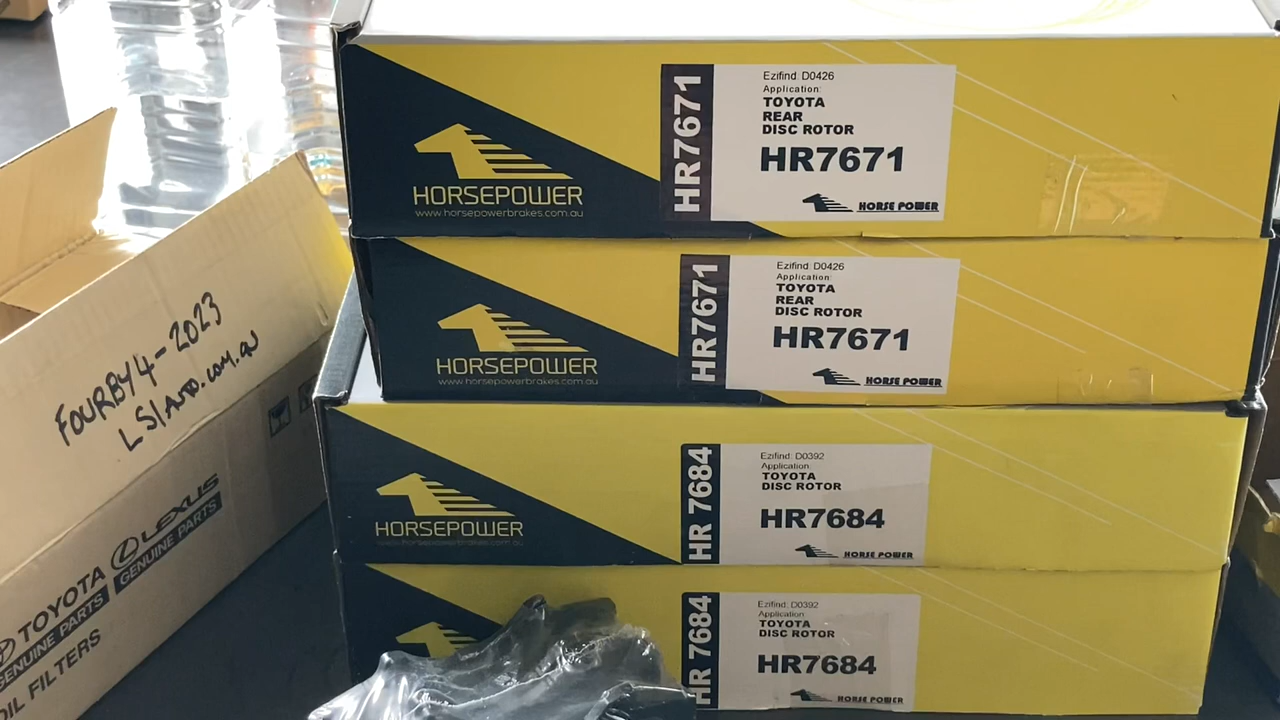 HR7671
Ezifind: D0426
Application:
TOYOTA
REAR
DISC ROTOR
HR7671
HORSE POWER
HORSEPOWER
www.horsepowerbrakes.com.au
HR7671
Ezifind: D0426
Application:
TOYOTA
REAR
DISC ROTOR
HR7671
HORSE POWER
HORSEPOWER
www.horsepowerbrakes.com.au
HR 7684
Ezifind: D0392
Application:
TOYOTA
DISC ROTOR
HR7684
HORSE POWER
HORSEPOWER
www.horsepowerbrakes.com.au
HR 7684
Ezifind: D0392
Application:
TOYOTA
DISC ROTOR
HR7684
HORSE POWER
FOURBY4-2023
TOYOTA
GENUINE PARTS
LEXUS
GENUINE PARTS
OIL FILTERS